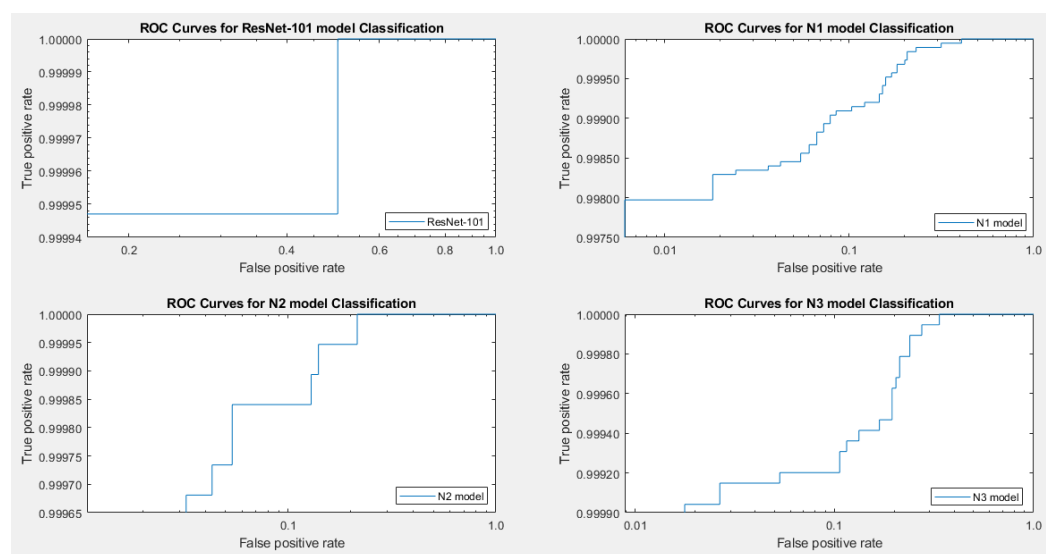 ROC Curves for ResNet-101 model Classification
1.00000
0.99999
0.99998
0.99997
0.99996
0.99995
0.99994
True positive rate
0.2 0.4 0.6 0.8 1.0
False positive rate
ResNet-101
ROC Curves for N1 model Classification
1.00000
0.99950
0.99900
0.99850
0.99800
0.99750
True positive rate
0.01 0.1 1.0
False positive rate
N1 model
ROC Curves for N2 model Classification
1.00000
0.99995
0.99990
0.99985
0.99980
0.99975
0.99970
0.99965
True positive rate
0.1 1.0
False positive rate
N2 model
ROC Curves for N3 model Classification
1.00000
0.99980
0.99960
0.99940
0.99920
0.99900
True positive rate
0.01 0.1 1.0
False positive rate
N3 model